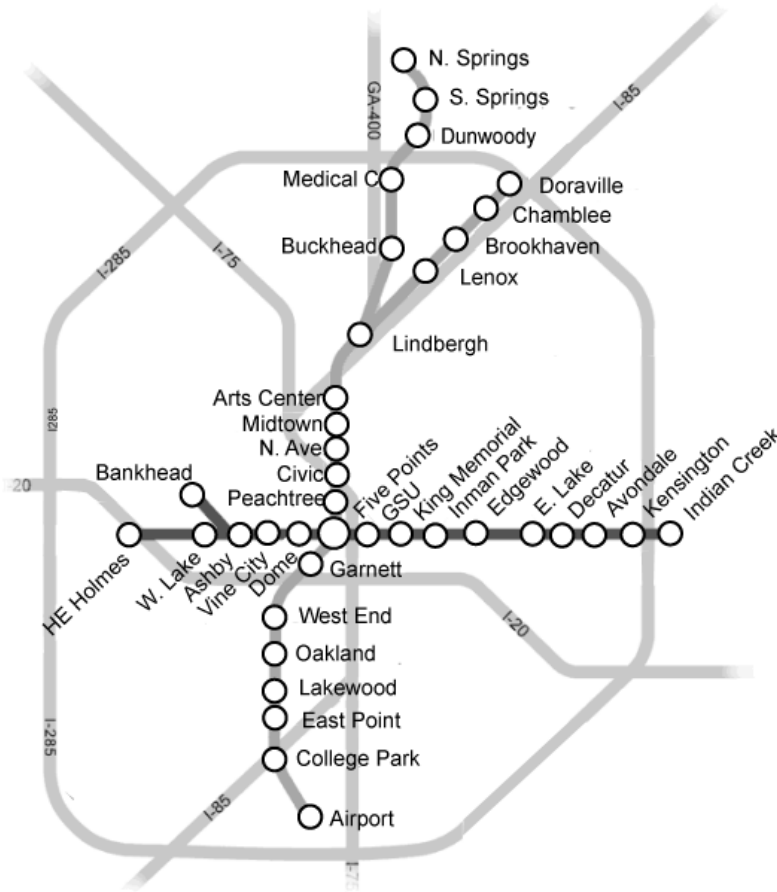 N. Springs
GA-400
S. Springs
I-85
Dunwoody
Medical C
Doraville
Chamblee
Buckhead
Brookhaven
I-285
I-75
Lenox
Lindbergh
Arts Center
I285
Midtown
N. Ave
Civic
Bankhead
Peachtree
20
Five Points
GSU
King Memorial
Inman Park
Edgewood
E. Lake
Decatur
Avondale
Kensington
Indian Creek
HE Holmes
W. Lake
Ashby
Vine City
Dome
Garnett
West End
I-20
Oakland
Lakewood
East Point
I-285
College Park
I-85
Airport
I-75